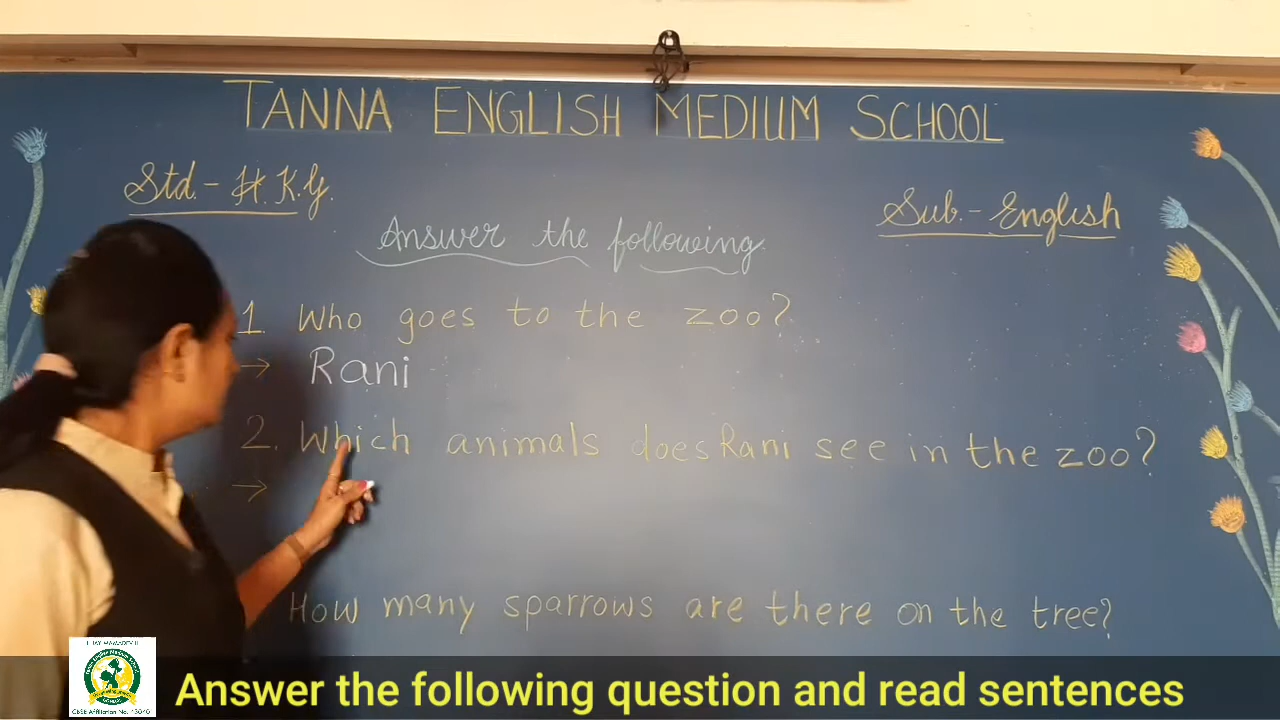 TANNA ENGLISH MEDIUM SCHOOL
Std. - H.K.G.
Sub. - English
Answer the following
1. Who goes to the zoo?
→ Rani
2. Which animals does Rani see in the zoo?
→
How many sparrows are there on the tree?
Answer the following question and read sentences